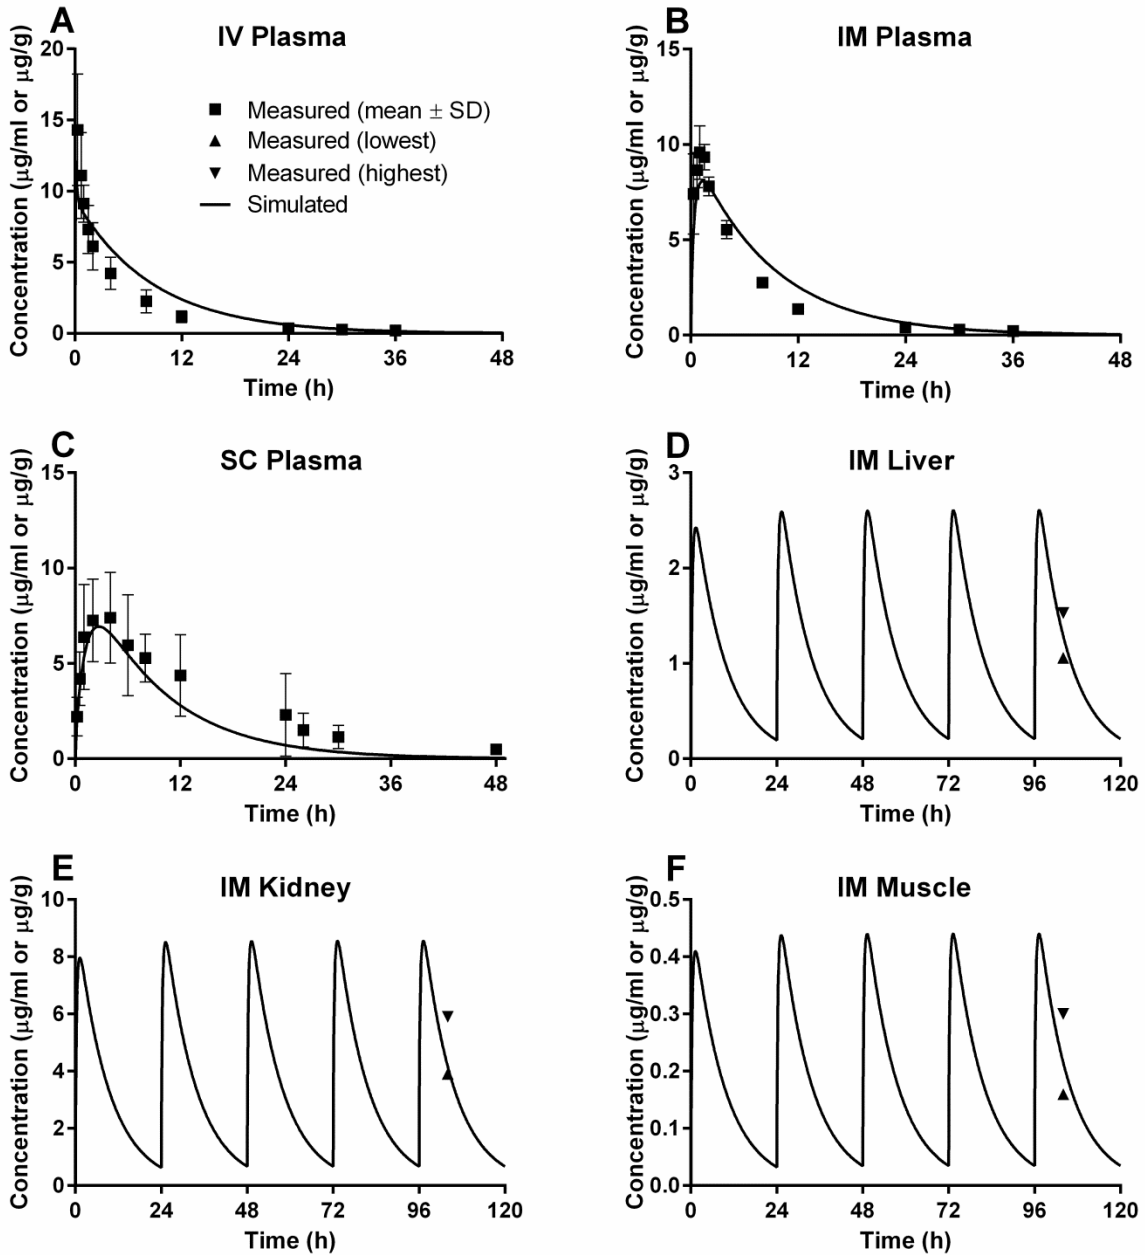 A
IV Plasma
Concentration (µg/ml or µg/g)
20
15
10
5
0
0 12 24 36 48
Time (h)
Measured (mean ± SD)
Measured (lowest)
Measured (highest)
Simulated
B
IM Plasma
Concentration (µg/ml or µg/g)
15
10
5
0
0 12 24 36 48
Time (h)
C
SC Plasma
Concentration (µg/ml or µg/g)
15
10
5
0
0 12 24 36 48
Time (h)
D
IM Liver
Concentration (µg/ml or µg/g)
3
2
1
0
0 24 48 72 96 120
Time (h)
E
IM Kidney
Concentration (µg/ml or µg/g)
10
8
6
4
2
0
0 24 48 72 96 120
Time (h)
F
IM Muscle
Concentration (µg/ml or µg/g)
0.5
0.4
0.3
0.2
0.1
0.0
0 24 48 72 96 120
Time (h)